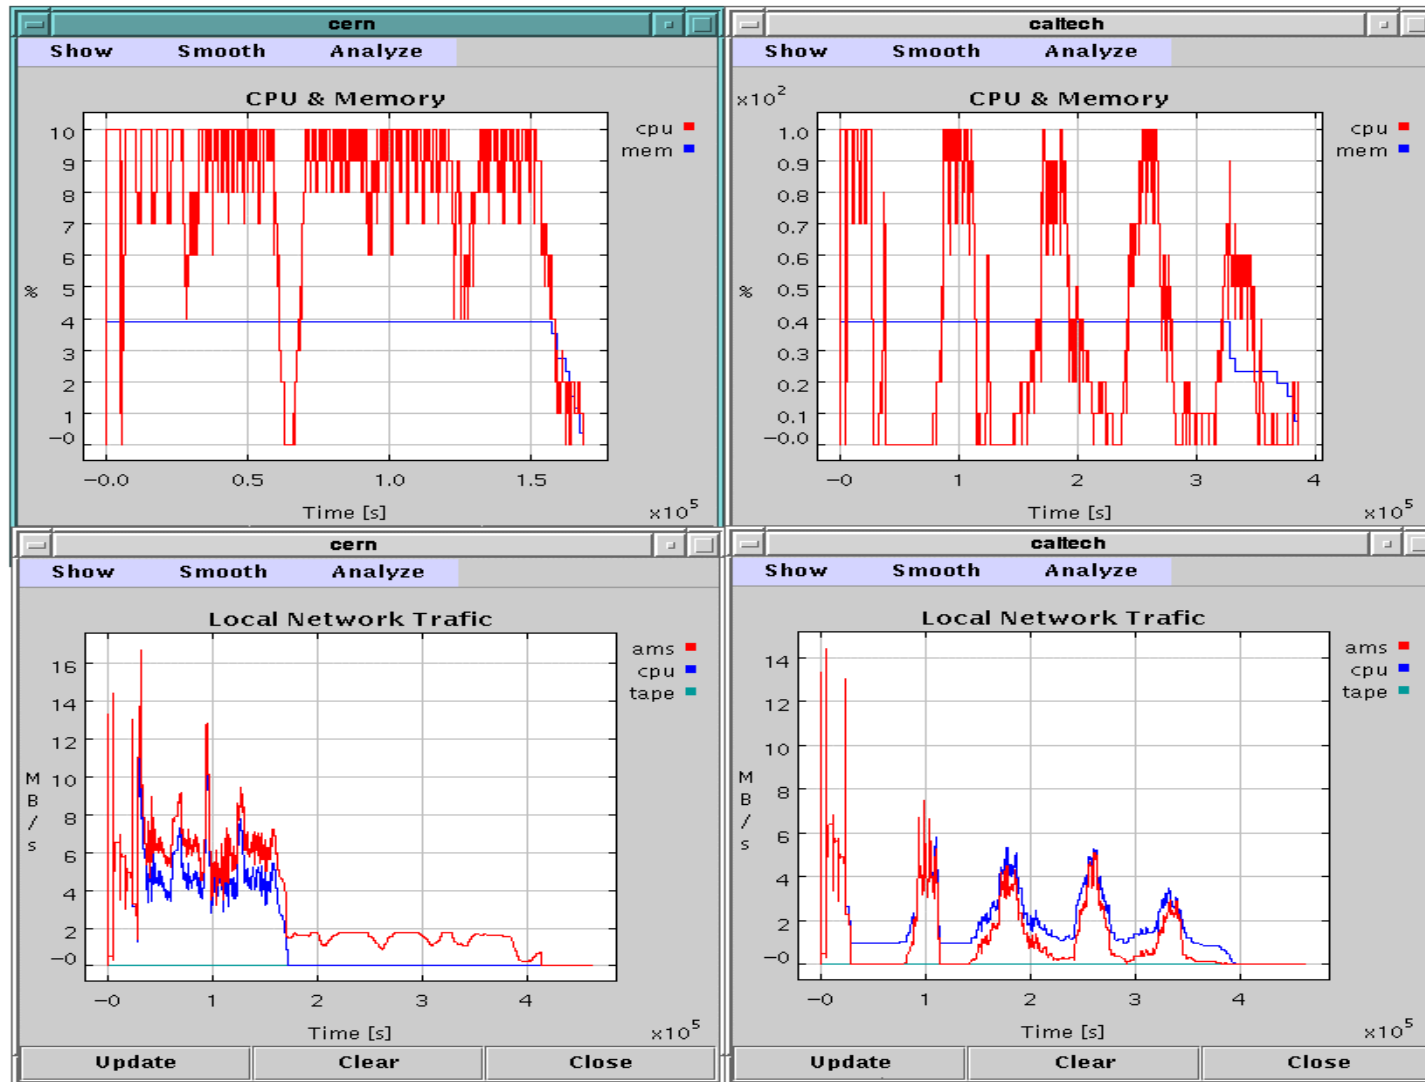 cern
Show Smooth Analyze
CPU & Memory
cpu
mem
10
9
8
7
6
5
%
4
3
2
1
−0
−0.0 0.5 1.0 1.5
Time [s] x10^5
caltech
Show Smooth Analyze
x10^2
CPU & Memory
cpu
mem
1.0
0.9
0.8
0.7
0.6
0.5
%
0.4
0.3
0.2
0.1
−0.0
−0 1 2 3 4
Time [s] x10^5
cern
Show Smooth Analyze
Local Network Trafic
ams
cpu
tape
16
14
12
10
8
6
4
2
−0
MB/s
−0 1 2 3 4
Time [s] x10^5
Update Clear Close
caltech
Show Smooth Analyze
Local Network Trafic
ams
cpu
tape
14
12
10
8
6
4
2
−0
MB/s
−0 1 2 3 4
Time [s] x10^5
Update Clear Close